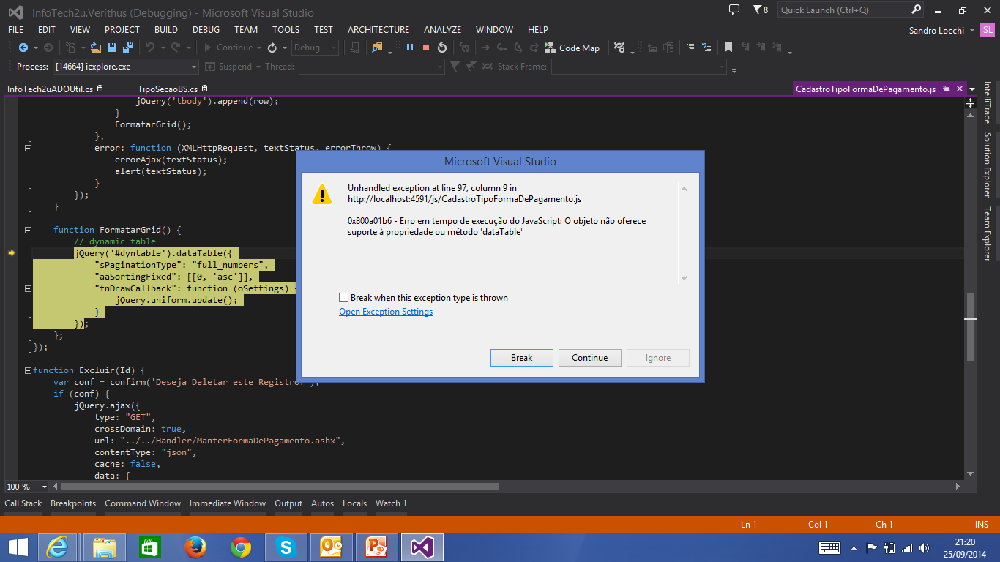 InfoTech2u.Verithus (Debugging) - Microsoft Visual Studio
8
Quick Launch (Ctrl+Q)
FILE EDIT VIEW PROJECT BUILD DEBUG TEAM TOOLS TEST ARCHITECTURE ANALYZE WINDOW HELP
Sandro Locchi SL
Continue Debug Code Map
Process: [14664] iexplore.exe Suspend Thread: Stack Frame:
InfoTech2uADOUtil.cs TipoSecaoBS.cs CadastroTipoFormaDePagamento.js
jQuery('tbody').append(row);
}
FormatarGrid();
},
error: function (XMLHttpRequest, textStatus, errorThrow) {
errorAjax(textStatus);
alert(textStatus);
}
});
}
function FormatarGrid() {
// dynamic table
jQuery('#dyntable').dataTable({
"sPaginationType": "full_numbers",
"aaSortingFixed": [[0, 'asc']],
"fnDrawCallback": function (oSettings)
jQuery.uniform.update();
}
});
};
});
function Excluir(Id) {
var conf = confirm('Deseja Deletar este Registro. ');
if (conf) {
jQuery.ajax({
type: "GET",
crossDomain: true,
url: "../../Handler/ManterFormaDePagamento.ashx",
contentType: "json",
cache: false,
data: {
Microsoft Visual Studio
Unhandled exception at line 97, column 9 in
http://localhost:4591/js/CadastroTipoFormaDePagamento.js
0x800a01b6 - Erro em tempo de execução do JavaScript: O objeto não oferece
suporte à propriedade ou método 'dataTable'
Break when this exception type is thrown
Open Exception Settings
Break Continue Ignore
IntelliTrace
Solution Explorer
Team Explorer
100 %
Call Stack Breakpoints Command Window Immediate Window Output Autos Locals Watch 1
Ln 1 Col 1 Ch 1 INS
21:20
25/09/2014